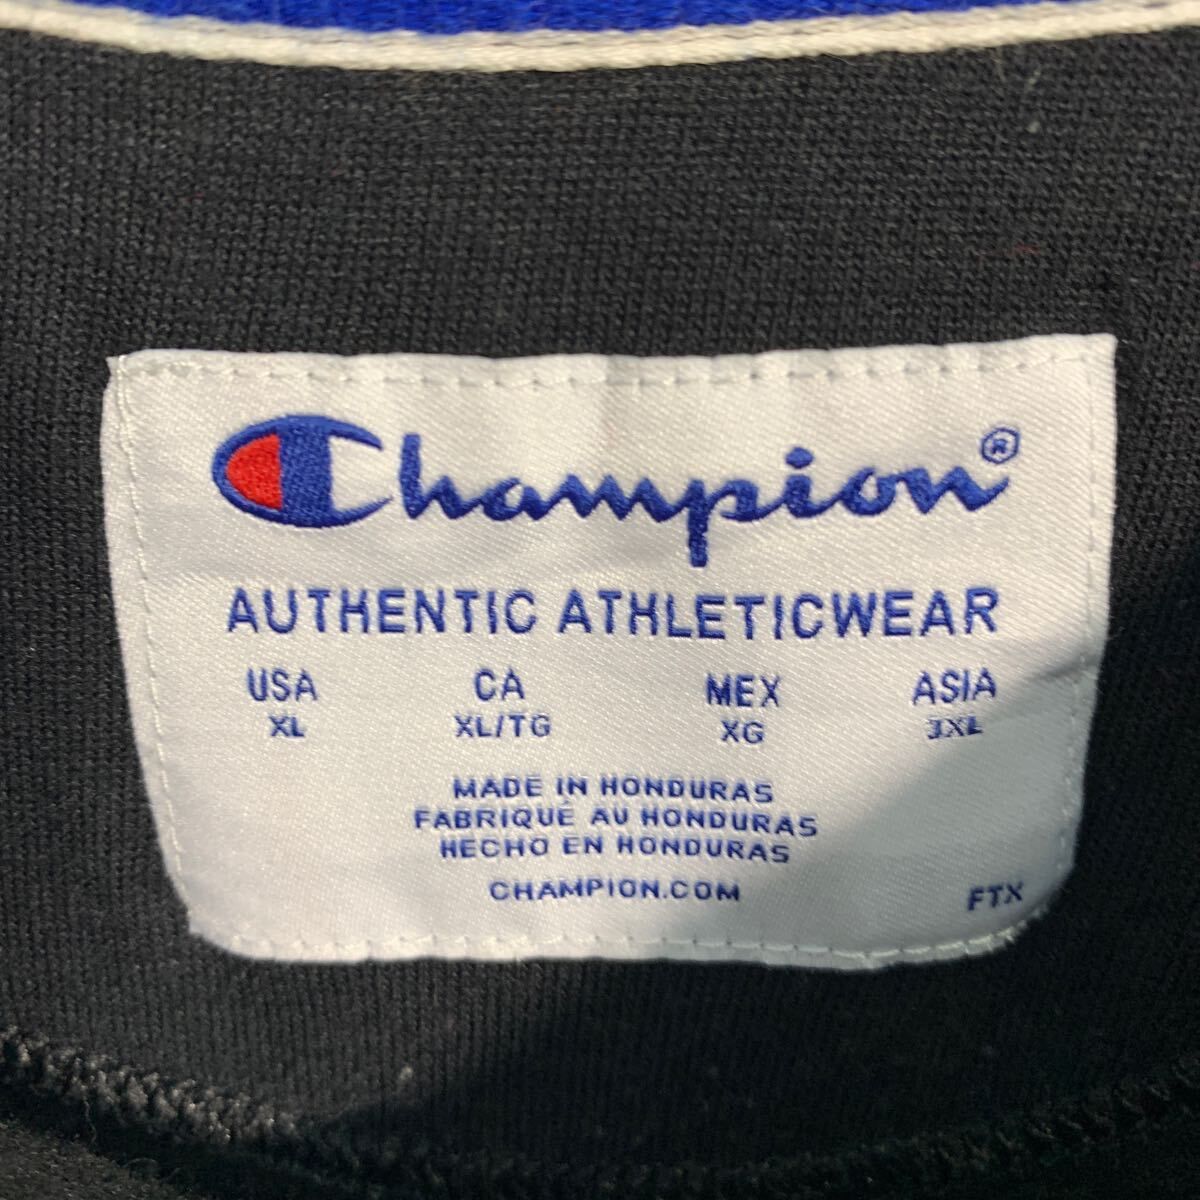 Champion®
AUTHENTIC ATHLETICWEAR
USA CA MEX ASIA
XL XL/TG XG 3XL
MADE IN HONDURAS
FABRIQUÉ AU HONDURAS
HECHO EN HONDURAS
CHAMPION.COM
FTX